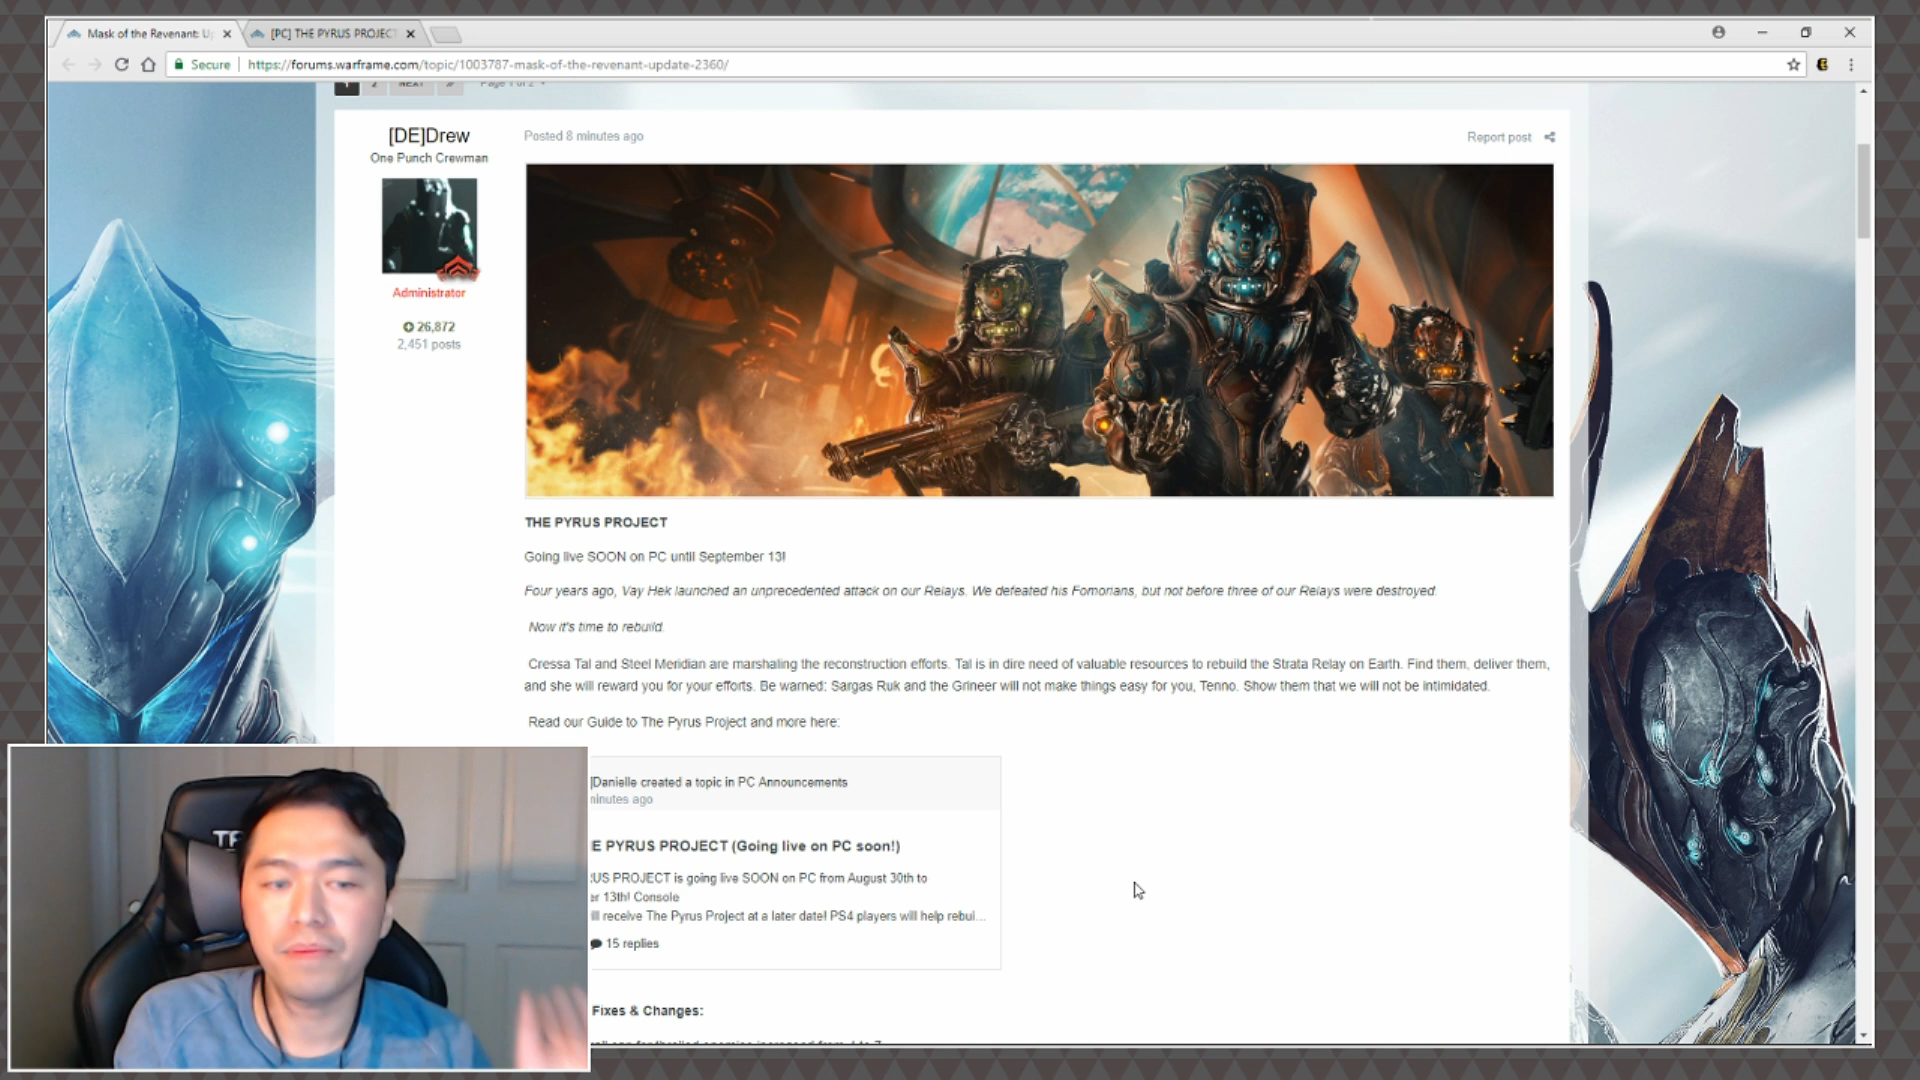 Mask of the Revenant: U
[PC] THE PYRUS PROJECT
Secure
https://forums.warframe.com/topic/1003787-mask-of-the-revenant-update-2360/
1 2 NEXT Page 1 of 2
[DE]Drew
One Punch Crewman
Administrator
26,872
2,451 posts
Posted 8 minutes ago
Report post
THE PYRUS PROJECT
Going live SOON on PC until September 13!
Four years ago, Vay Hek launched an unprecedented attack on our Relays. We defeated his Fomorians, but not before three of our Relays were destroyed.
Now it's time to rebuild.
Cressa Tal and Steel Meridian are marshaling the reconstruction efforts. Tal is in dire need of valuable resources to rebuild the Strata Relay on Earth. Find them, deliver them,
and she will reward you for your efforts. Be warned: Sargas Ruk and the Grineer will not make things easy for you, Tenno. Show them that we will not be intimidated.
Read our Guide to The Pyrus Project and more here:
]Danielle created a topic in PC Announcements
minutes ago
E PYRUS PROJECT (Going live on PC soon!)
US PROJECT is going live SOON on PC from August 30th to
er 13th! Console
ill receive The Pyrus Project at a later date! PS4 players will help rebui...
15 replies
Fixes & Changes: